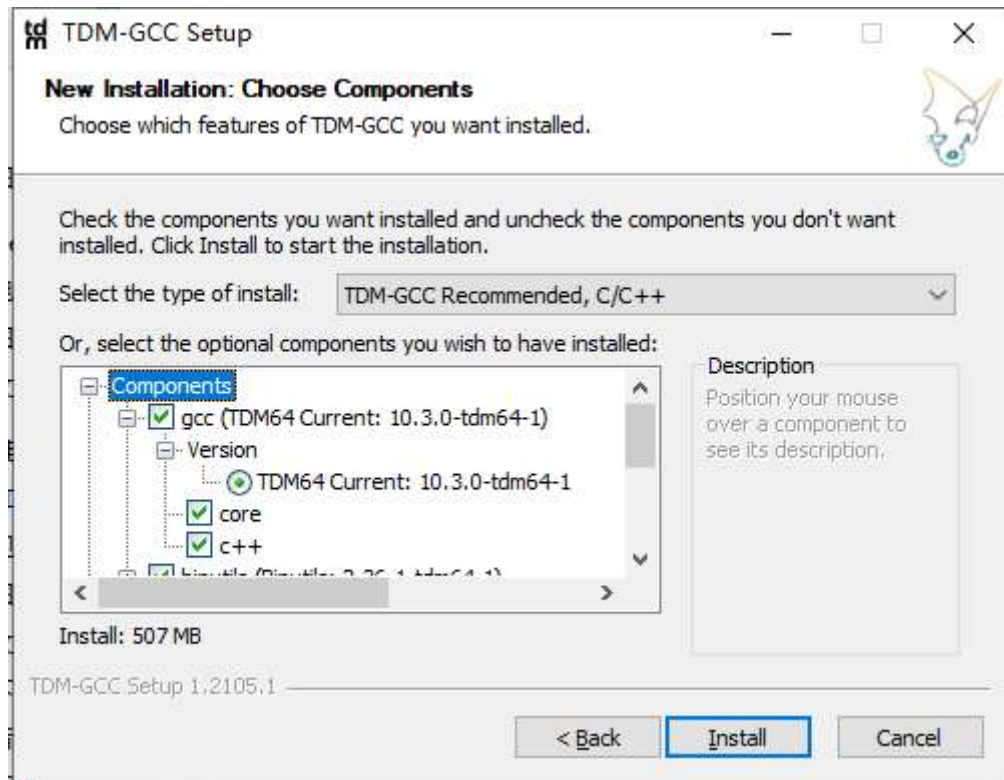 tdm TDM-GCC Setup
New Installation: Choose Components
Choose which features of TDM-GCC you want installed.
Check the components you want installed and uncheck the components you don't want
installed. Click Install to start the installation.
Select the type of install: TDM-GCC Recommended, C/C++
Or, select the optional components you wish to have installed:
Components
gcc (TDM64 Current: 10.3.0-tdm64-1)
Version
TDM64 Current: 10.3.0-tdm64-1
core
c++
Description
Position your mouse
over a component to
see its description.
Install: 507 MB
TDM-GCC Setup 1.2105.1
< Back Install Cancel